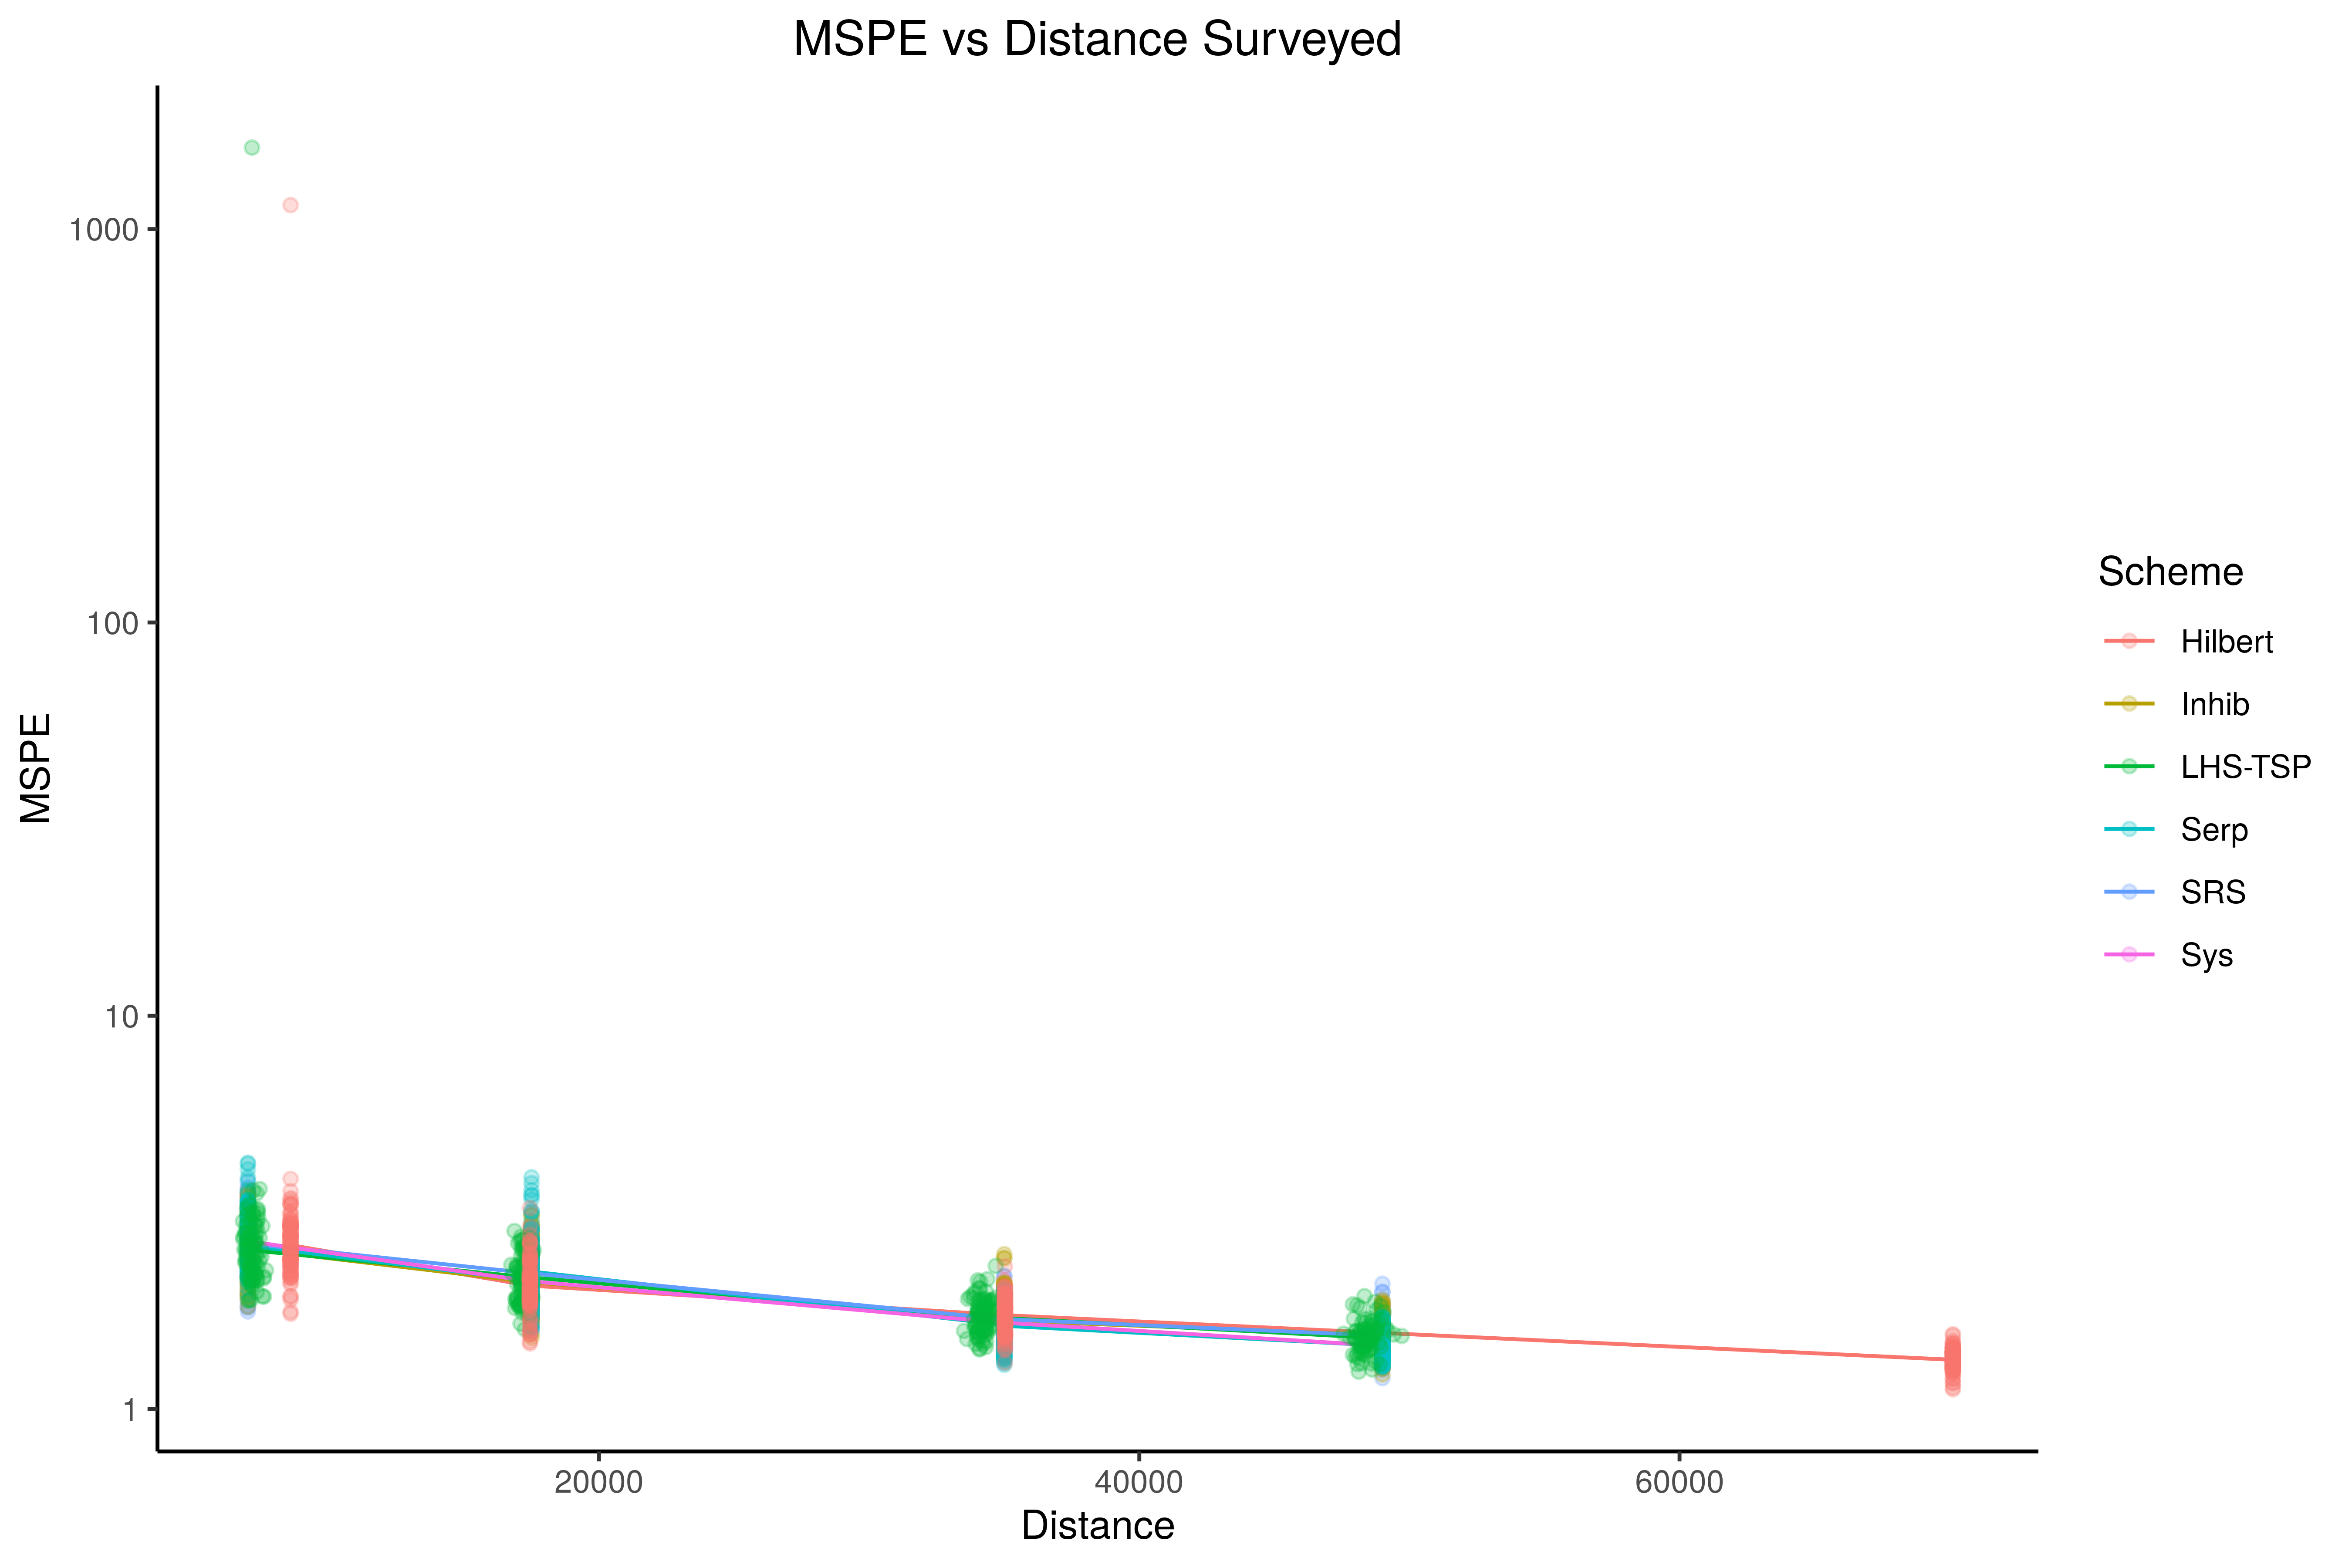 MSPE vs Distance Surveyed
MSPE
1000
100
10
1
20000
40000
60000
Distance
Scheme
Hilbert
Inhib
LHS-TSP
Serp
SRS
Sys